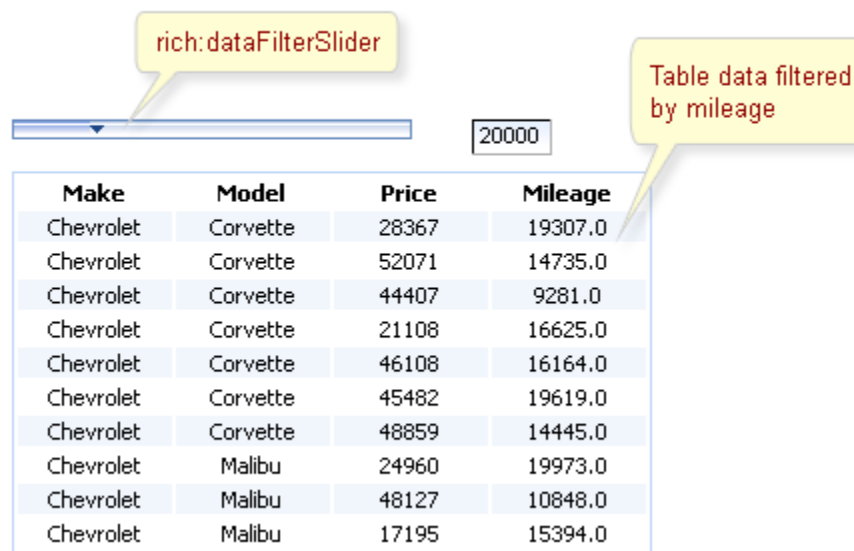 rich:dataFilterSlider
Table data filtered
by mileage
20000
Make Model Price Mileage
Chevrolet Corvette 28367 19307.0
Chevrolet Corvette 52071 14735.0
Chevrolet Corvette 44407 9281.0
Chevrolet Corvette 21108 16625.0
Chevrolet Corvette 46108 16164.0
Chevrolet Corvette 45482 19619.0
Chevrolet Corvette 48859 14445.0
Chevrolet Malibu 24960 19973.0
Chevrolet Malibu 48127 10848.0
Chevrolet Malibu 17195 15394.0